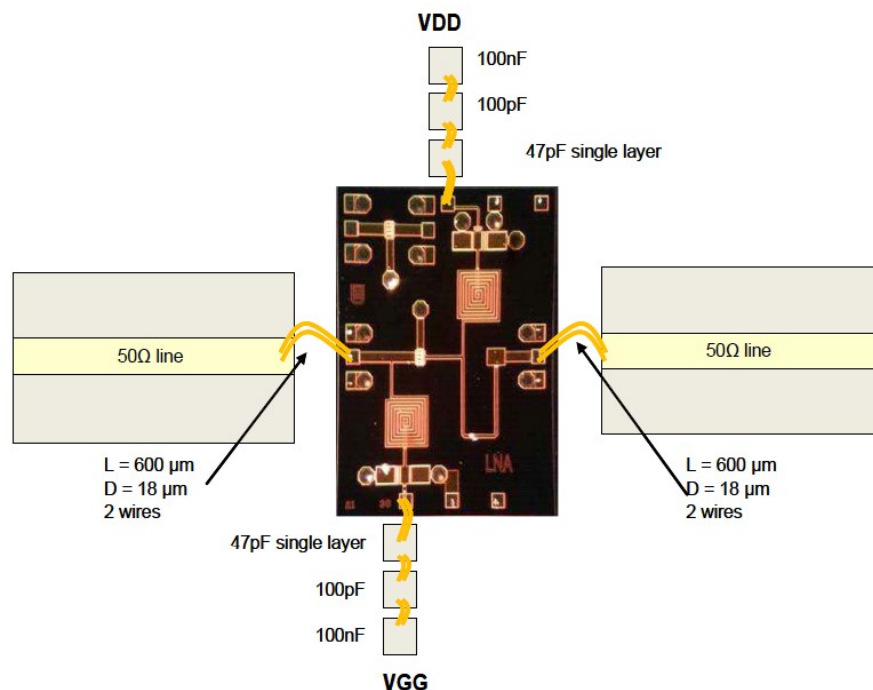 VDD
100nF
100pF
47pF single layer
50Ω line
50Ω line
L = 600 µm
D = 18 µm
2 wires
L = 600 µm
D = 18 µm
2 wires
LNA
47pF single layer
100pF
100nF
VGG